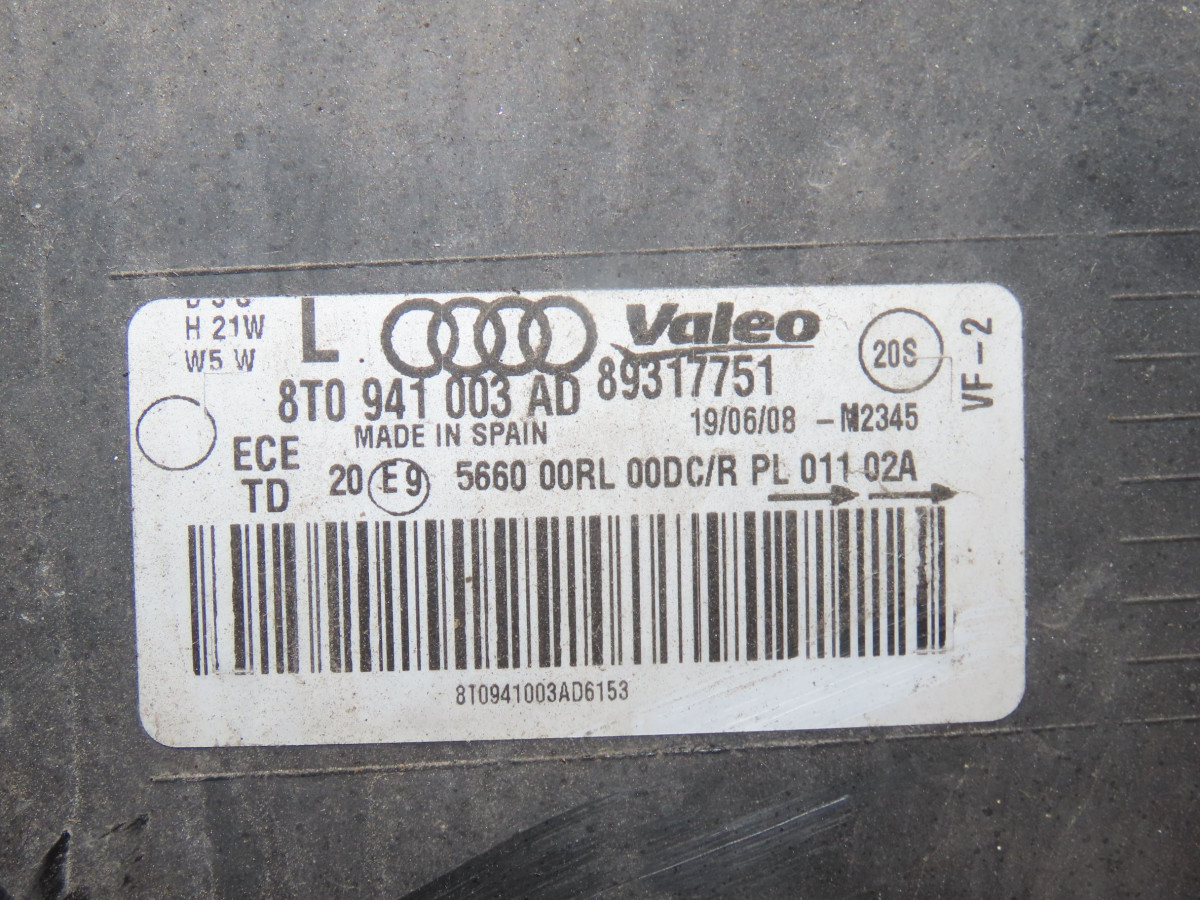 H 21W
W5 W
L
Valeo
20S
VF-2
8T0 941 003 AD
89317751
MADE IN SPAIN
19/06/08 - M2345
ECE
TD
20 E9 5660 00RL 00DC/R PL 011 02A
8T0941003AD6153